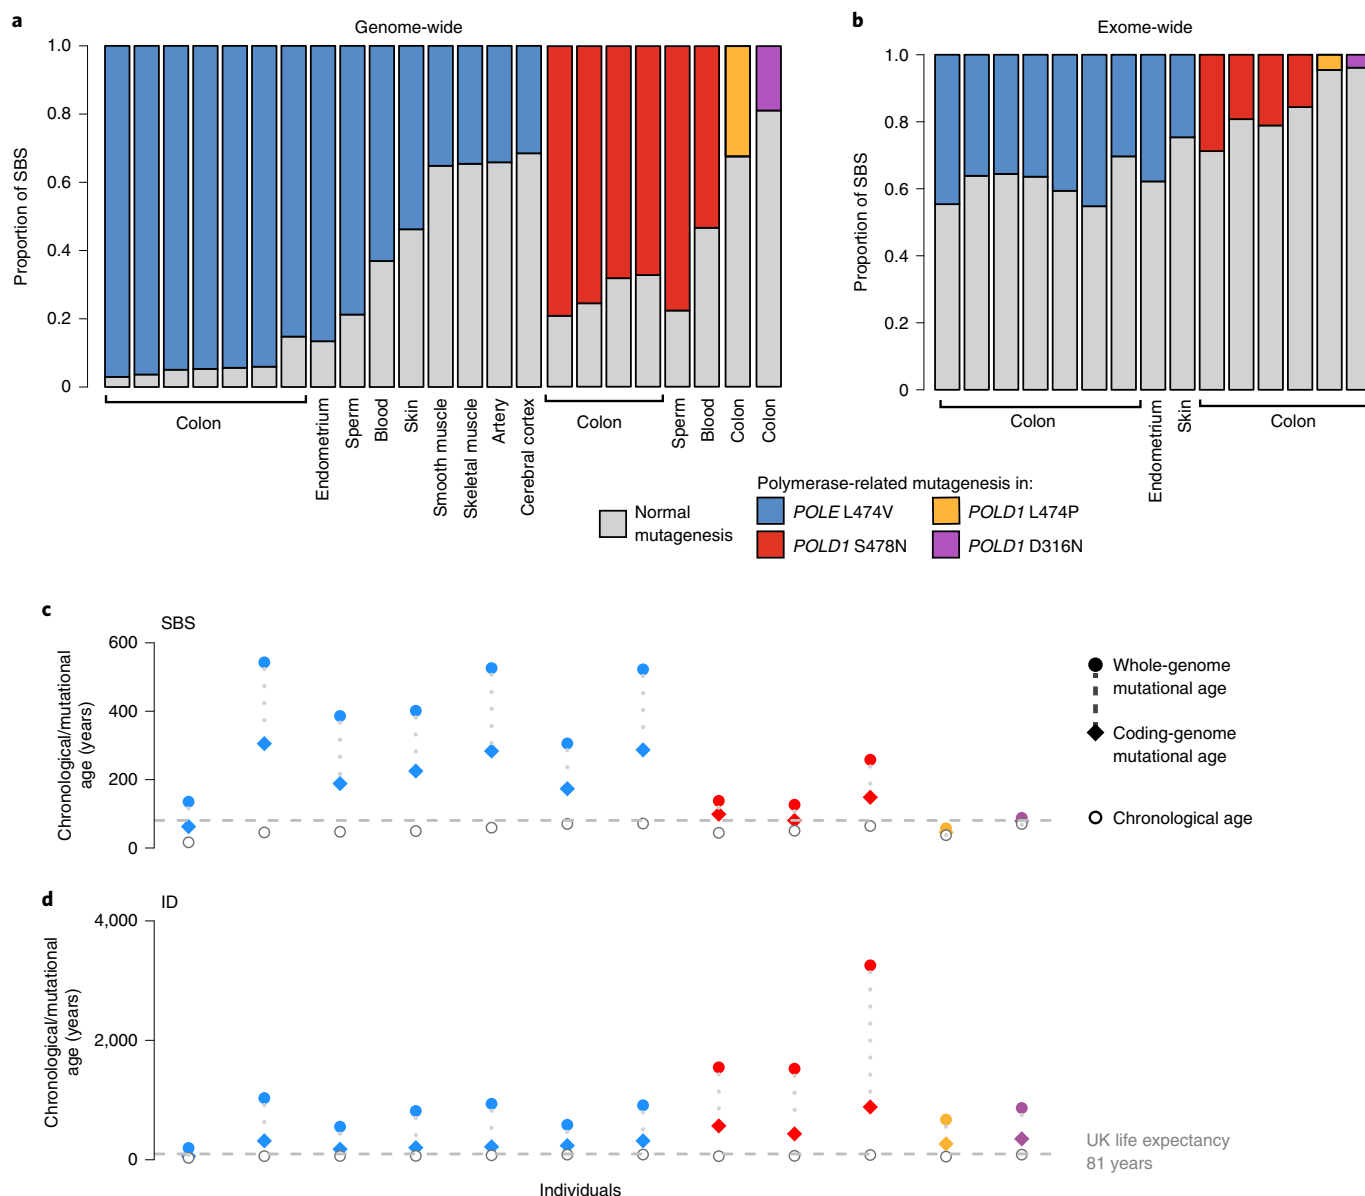 a
Genome-wide
Proportion of SBS
1.0
0.8
0.6
0.4
0.2
0
Colon
Endometrium
Sperm
Blood
Skin
Smooth muscle
Skeletal muscle
Artery
Cerebral cortex
Colon
Sperm
Blood
Colon
Colon
b
Exome-wide
Proportion of SBS
1.0
0.8
0.6
0.4
0.2
0
Colon
Endometrium
Skin
Colon
Normal
mutagenesis
Polymerase-related mutagenesis in:
POLE L474V
POLD1 S478N
POLD1 L474P
POLD1 D316N
c
SBS
Chronological/mutational
age (years)
600
400
200
0
Whole-genome
mutational age
Coding-genome
mutational age
Chronological age
d
ID
Chronological/mutational
age (years)
4,000
2,000
0
UK life expectancy
81 years
Individuals